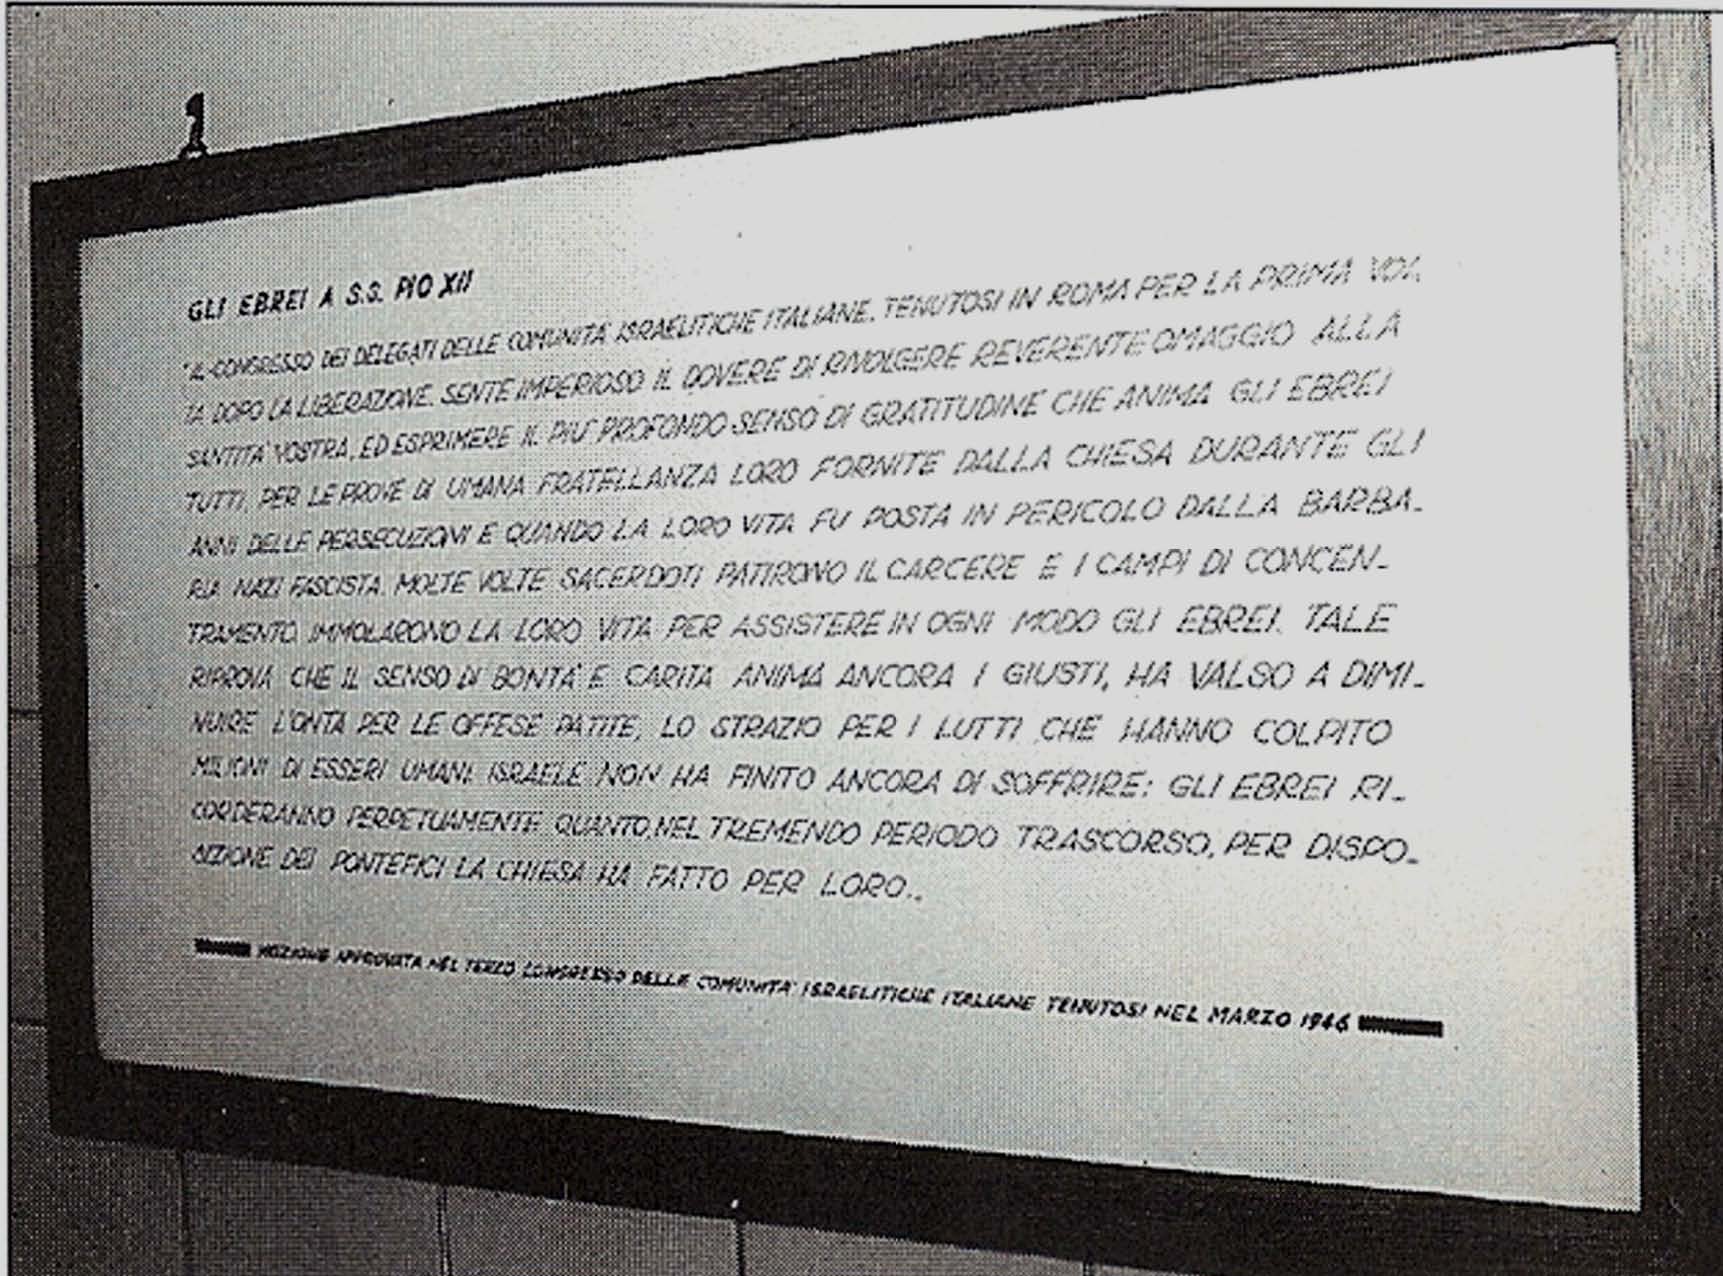 GLI EBREI A S.S. PIO XII
"IL CONGRESSO DEI DELEGATI DELLE COMUNITA' ISRAELITICHE ITALIANE, TENUTOSI IN ROMA PER LA PRIMA VOL-
TA DOPO LA LIBERAZIONE, SENTE IMPERIOSO IL DOVERE DI RIVOLGERE REVERENTE OMAGGIO ALLA
SANTITA' VOSTRA, ED ESPRIMERE IL PIU' PROFONDO SENSO DI GRATITUDINE CHE ANIMA GLI EBREI
TUTTI, PER LE PROVE DI UMANA FRATELLANZA LORO FORNITE DALLA CHIESA DURANTE GLI
ANNI DELLE PERSECUZIONI E QUANDO LA LORO VITA FU POSTA IN PERICOLO DALLA BARBA-
RIA NAZI FASCISTA. MOLTE VOLTE SACERDOTI PATIRONO IL CARCERE E I CAMPI DI CONCEN-
TRAMENTO, IMMOLARONO LA LORO VITA PER ASSISTERE IN OGNI MODO GLI EBREI. TALE
RIPROVA CHE IL SENSO DI BONTA' E CARITA' ANIMA ANCORA I GIUSTI, HA VALSO A DIMI-
NUIRE L'ONTA PER LE OFFESE PATITE, LO STRAZIO PER I LUTTI CHE HANNO COLPITO
MILIONI DI ESSERI UMANI. ISRAELE NON HA FINITO ANCORA DI SOFFRIRE: GLI EBREI RI-
CORDERANNO PERPETUAMENTE QUANTO, NEL TREMENDO PERIODO TRASCORSO, PER DISPO-
SIZIONE DEI PONTEFICI LA CHIESA HA FATTO PER LORO..
MOZIONE APPROVATA NEL TERZO CONGRESSO DELLE COMUNITA' ISRAELITICHE ITALIANE TENUTOSI NEL MARZO 1946